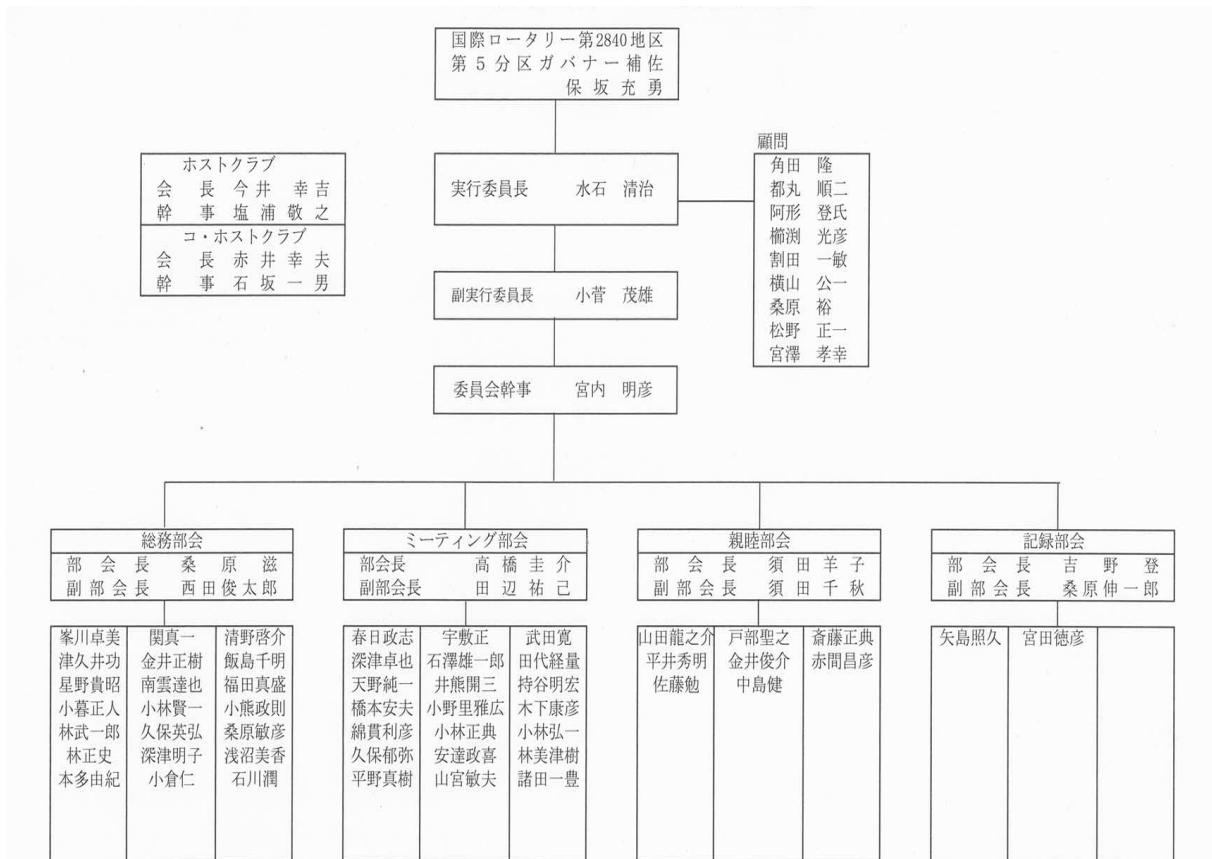 国際ロータリー第2840地区
第5分区ガバナー補佐
保坂充勇
ホストクラブ
会長 今井幸吉
幹事 塩浦敬之
コ・ホストクラブ
会長 赤井幸夫
幹事 石坂一男
実行委員長 水石 清治
顧問
角田 隆
都丸 順二
阿形 登氏
櫛渕 光彦
割田 一敏
横山 公一
桑原 裕
松野 正一
宮澤 孝幸
副実行委員長 小菅 茂雄
委員会幹事 宮内 明彦
総務部会
部会長 桑原滋
副部会長 西田俊太郎
峯川卓美 関真一 清野啓介
津久井功 金井正樹 飯島千明
星野貴昭 南雲達也 福田真盛
小暮正人 小林賢一 小熊政則
林武一郎 久保英弘 桑原敏彦
林正史 深津明子 浅沼美香
本多由紀 小倉仁 石川潤
ミーティング部会
部会長 高橋圭介
副部会長 田辺祐己
春日政志 宇敷正 武田寛
深津卓也 石澤雄一郎 田代経量
天野純一 井熊開三 持谷明宏
橋本安夫 小野里雅広 木下康彦
綿貫利彦 小林正典 小林弘一
久保郁弥 安達政喜 林美津樹
平野真樹 山宮敏夫 諸田一豊
親睦部会
部会長 須田羊子
副部会長 須田千秋
山田龍之介 戸部聖之 斎藤正典
平井秀明 金井俊介 赤間昌彦
佐藤勉 中島健
記録部会
部会長 吉野登
副部会長 桑原伸一郎
矢島照久 宮田徳彦